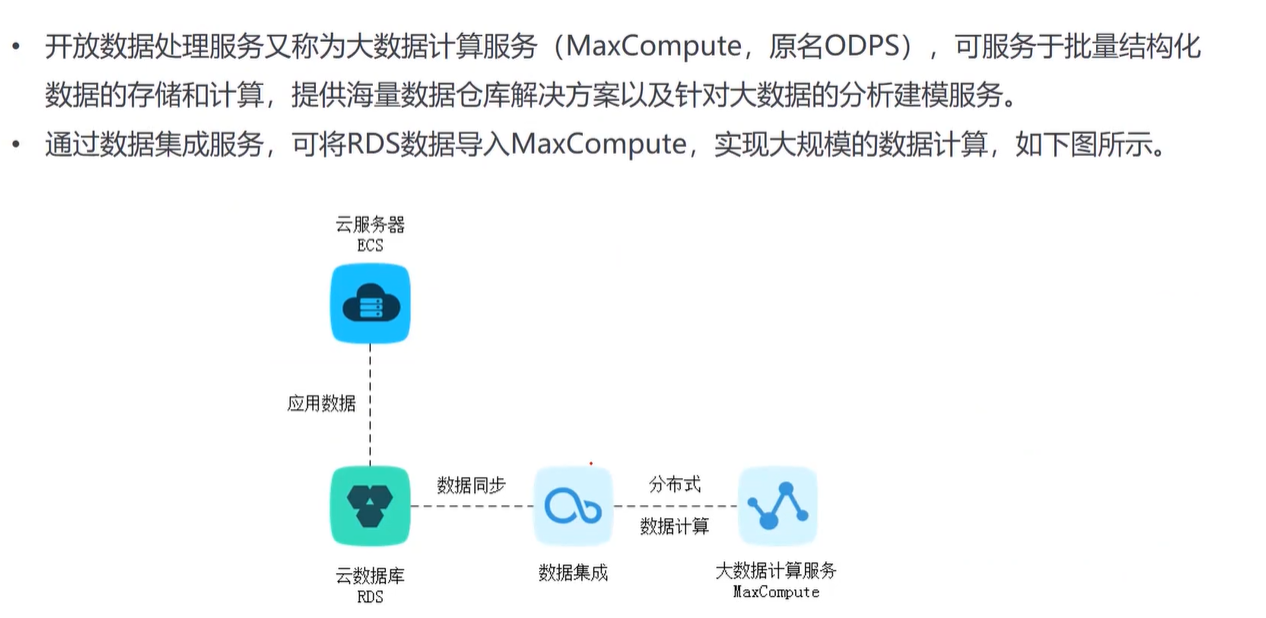 • 开放数据处理服务又称为大数据计算服务（MaxCompute，原名ODPS），可服务于批量结构化
数据的存储和计算，提供海量数据仓库解决方案以及针对大数据的分析建模服务。
• 通过数据集成服务，可将RDS数据导入MaxCompute，实现大规模的数据计算，如下图所示。
云服务器
ECS
应用数据
数据同步
分布式
数据计算
云数据库
RDS
数据集成
大数据计算服务
MaxCompute